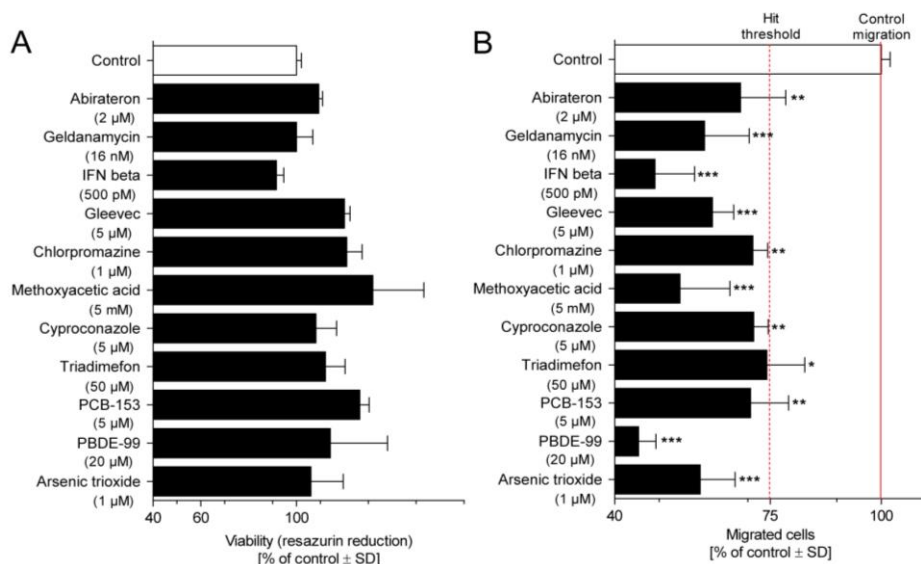 A
Control
Abirateron
(2 µM)
Geldanamycin
(16 nM)
IFN beta
(500 pM)
Gleevec
(5 µM)
Chlorpromazine
(1 µM)
Methoxyacetic acid
(5 mM)
Cyproconazole
(5 µM)
Triadimefon
(50 µM)
PCB-153
(5 µM)
PBDE-99
(20 µM)
Arsenic trioxide
(1 µM)
40 60 100
Viability (resazurin reduction)
[% of control ± SD]
B
Hit
threshold
Control
migration
Control
Abirateron
**
(2 µM)
Geldanamycin
***
(16 nM)
IFN beta
***
(500 pM)
Gleevec
***
(5 µM)
Chlorpromazine
**
(1 µM)
Methoxyacetic acid
***
(5 mM)
Cyproconazole
**
(5 µM)
Triadimefon
*
(50 µM)
PCB-153
**
(5 µM)
PBDE-99
***
(20 µM)
Arsenic trioxide
***
(1 µM)
40 75 100
Migrated cells
[% of control ± SD]